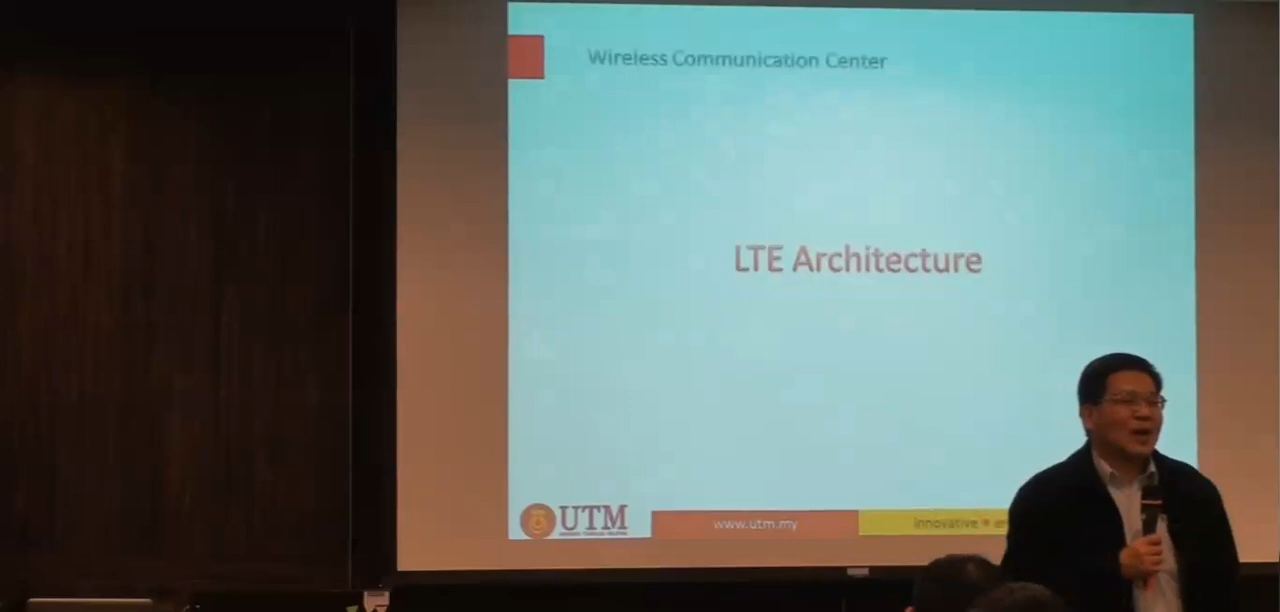 Wireless Communication Center
LTE Architecture
UTM
www.utm.my
innovative